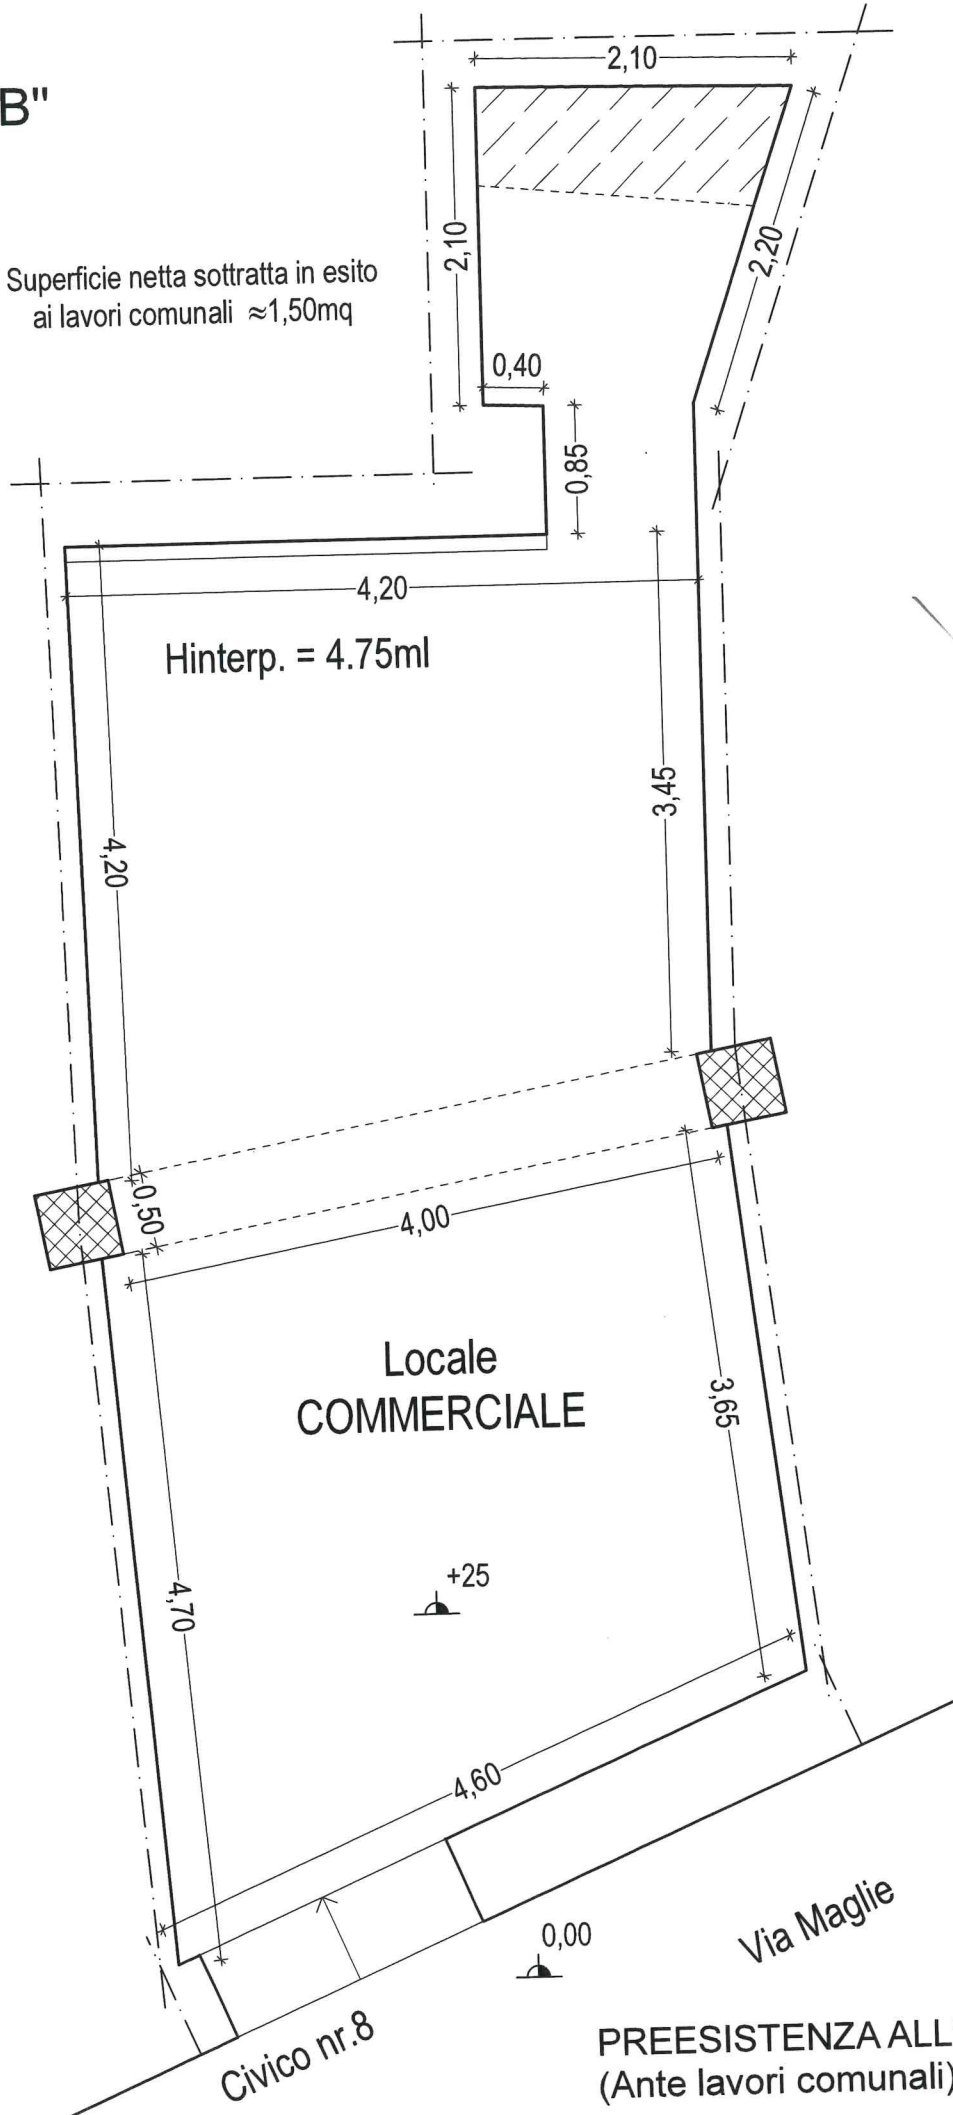 B"
2,10
2,10
2,20
Superficie netta sottratta in esito
ai lavori comunali ≈1,50mq
0,40
0,85
4,20
Hinterp. = 4.75ml
3,45
4,20
0,50
4,00
Locale
COMMERCIALE
3,65
+25
4,70
4,60
0,00
Via Maglie
Civico nr.8
PREESISTENZA ALL
(Ante lavori comunali)